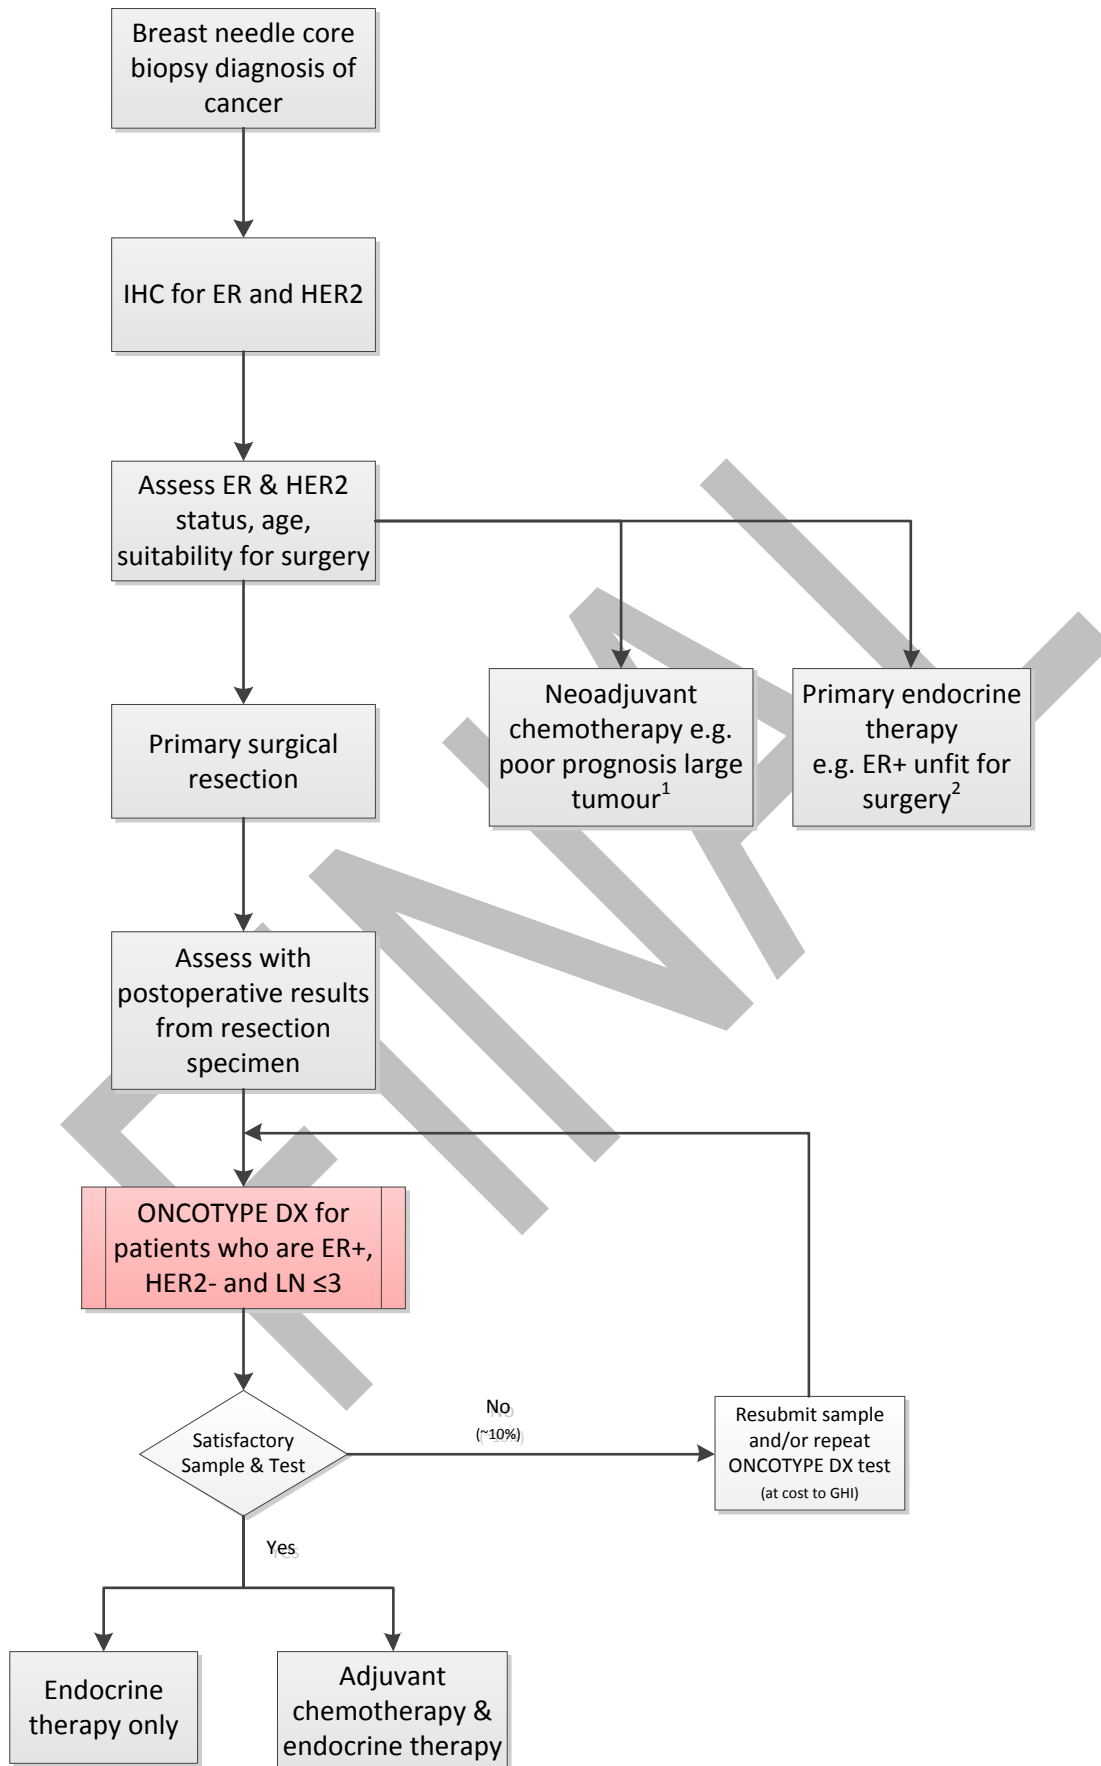 Breast needle core
biopsy diagnosis of
cancer
IHC for ER and HER2
Assess ER & HER2
status, age,
suitability for surgery
Neoadjuvant
chemotherapy e.g.
poor prognosis large
tumour¹
Primary endocrine
therapy
e.g. ER+ unfit for
surgery²
Primary surgical
resection
Assess with
postoperative results
from resection
specimen
ONCOTYPE DX for
patients who are ER+,
HER2- and LN ≤3
Satisfactory
Sample & Test
No
(~10%)
Resubmit sample
and/or repeat
ONCOTYPE DX test
(at cost to GHI)
Yes
Endocrine
therapy only
Adjuvant
chemotherapy &
endocrine therapy
FINAL